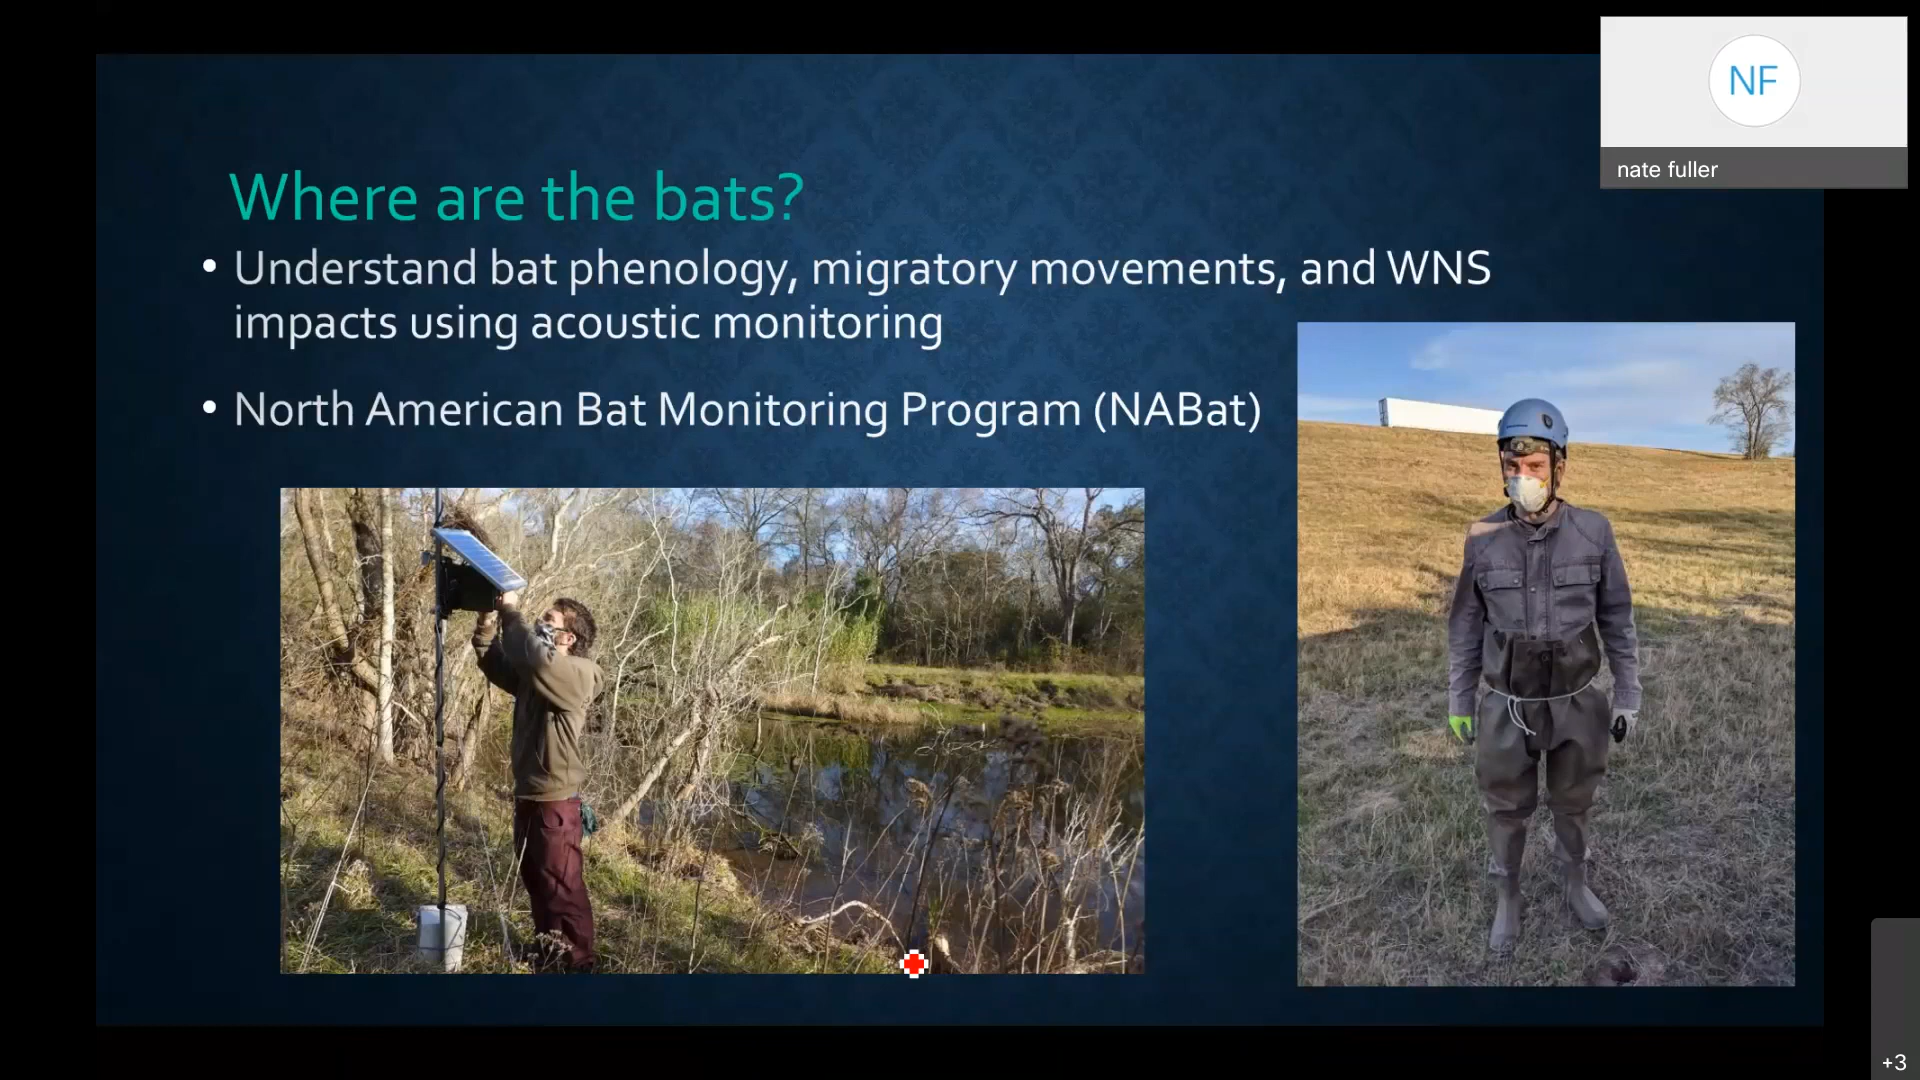 NF
nate fuller
Where are the bats?
• Understand bat phenology, migratory movements, and WNS
impacts using acoustic monitoring
• North American Bat Monitoring Program (NABat)
+3